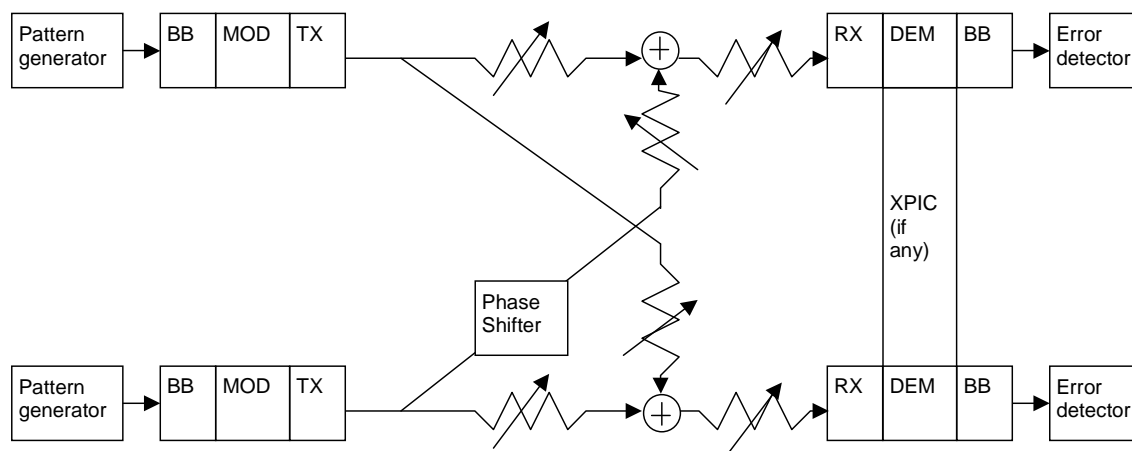 Pattern
generator
BB MOD TX
RX DEM BB
Error
detector
XPIC
(if
any)
Phase
Shifter
Pattern
generator
BB MOD TX
RX DEM BB
Error
detector